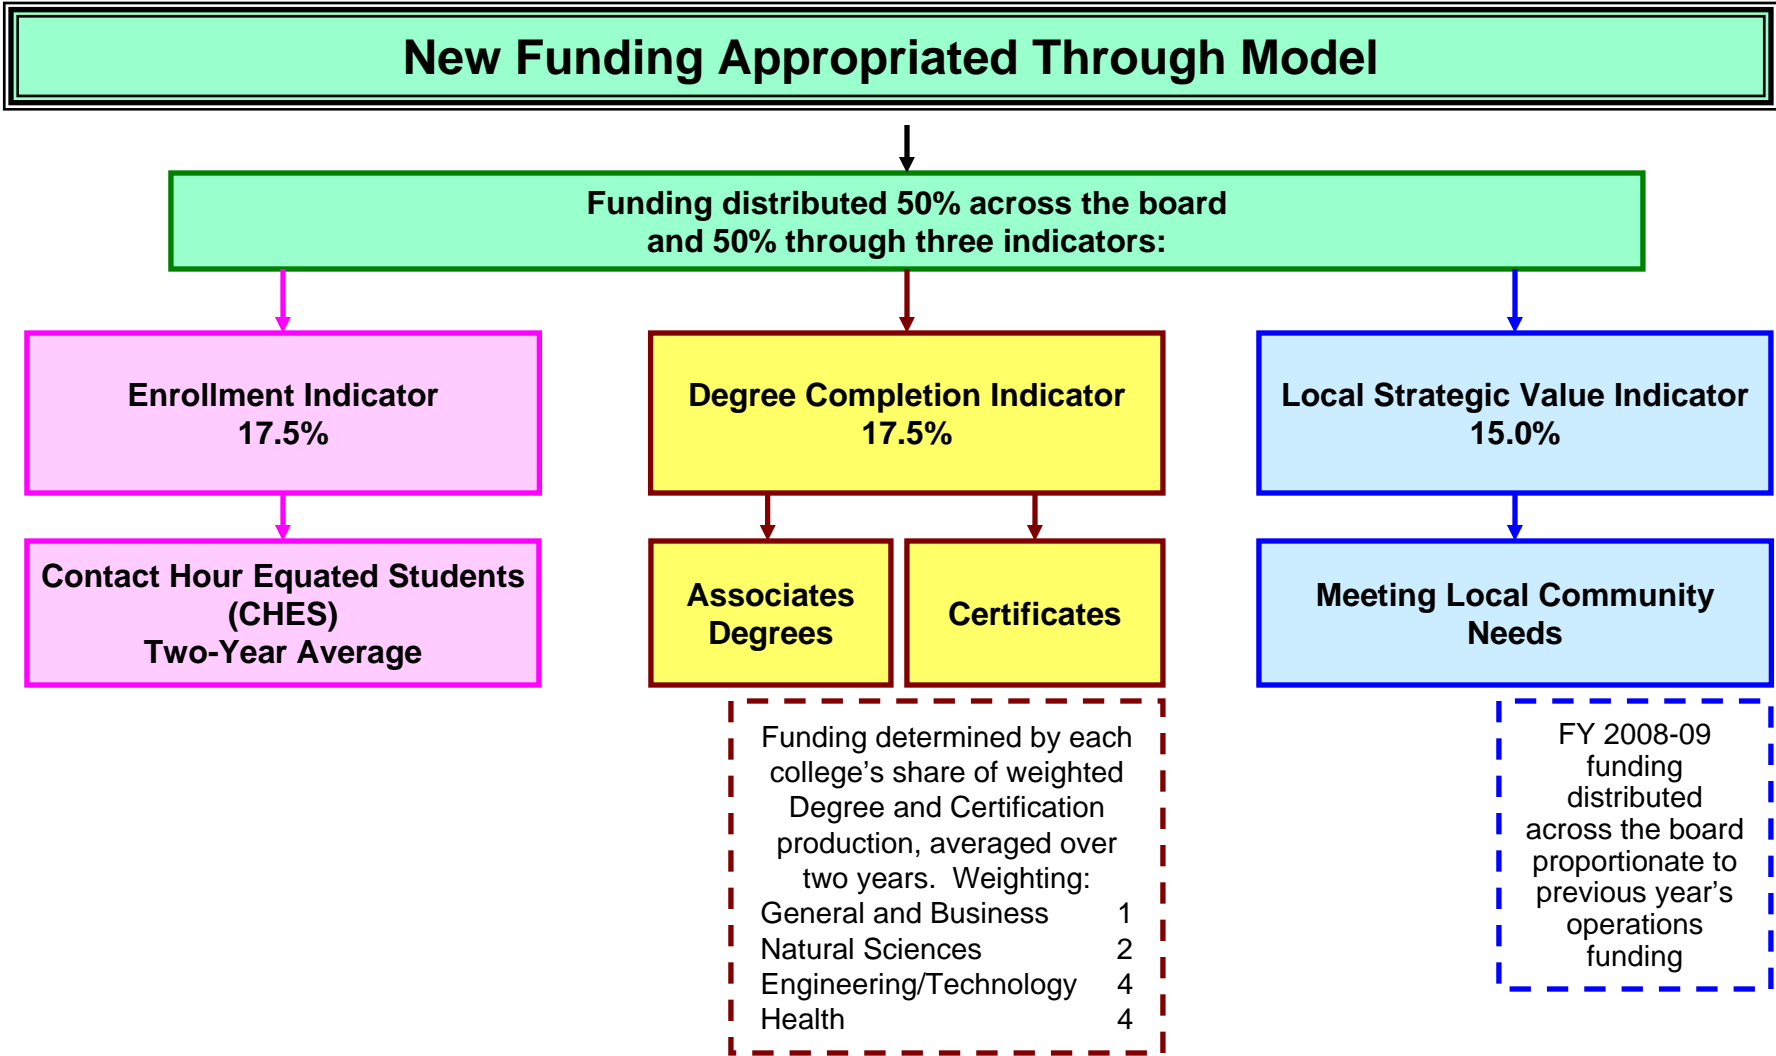 New Funding Appropriated Through Model
Funding distributed 50% across the board
and 50% through three indicators:
Enrollment Indicator
17.5%
Degree Completion Indicator
17.5%
Local Strategic Value Indicator
15.0%
Contact Hour Equated Students
(CHES)
Two-Year Average
Associates
Degrees
Certificates
Meeting Local Community
Needs
Funding determined by each
college’s share of weighted
Degree and Certification
production, averaged over
two years.  Weighting:
General and Business 1
Natural Sciences 2
Engineering/Technology 4
Health 4
FY 2008-09
funding
distributed
across the board
proportionate to
previous year’s
operations
funding